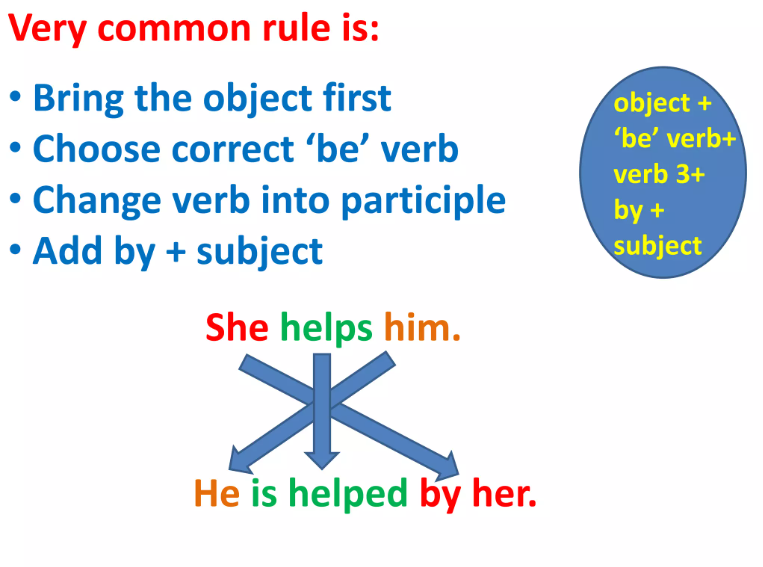 Very common rule is:
• Bring the object first
• Choose correct ‘be’ verb
• Change verb into participle
• Add by + subject
object +
‘be’ verb+
verb 3+
by +
subject
She helps him.
He is helped by her.